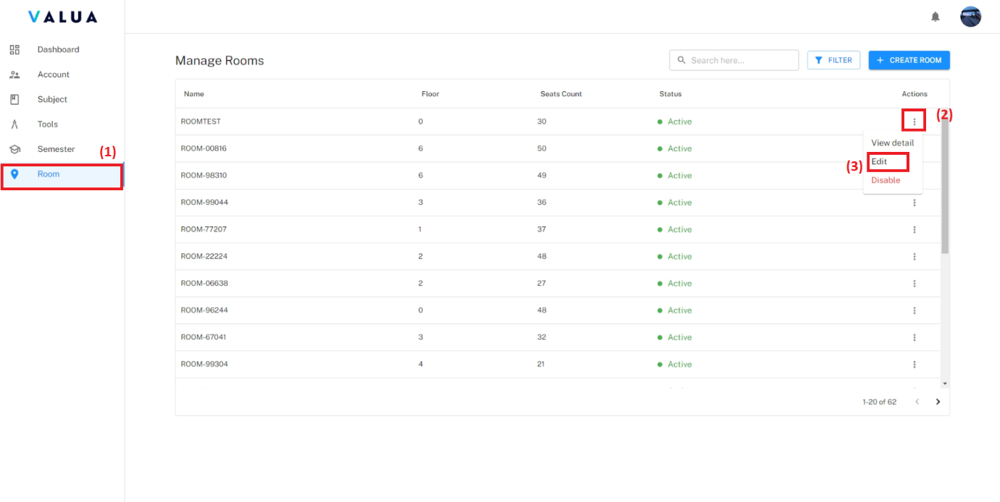 VALUA
Dashboard
Account
Subject
Tools
Semester
(1)
Room
Manage Rooms
Search here...
FILTER
+ CREATE ROOM
Name Floor Seats Count Status Actions
ROOMTEST 0 30 Active
(2)
ROOM-00816 6 50 Active
ROOM-98310 6 49 Active
View detail
(3)
Edit
Disable
ROOM-99044 3 36 Active
ROOM-77207 1 37 Active
ROOM-22224 2 48 Active
ROOM-06638 2 27 Active
ROOM-96244 0 48 Active
ROOM-67041 3 32 Active
ROOM-99304 4 21 Active
1-20 of 62